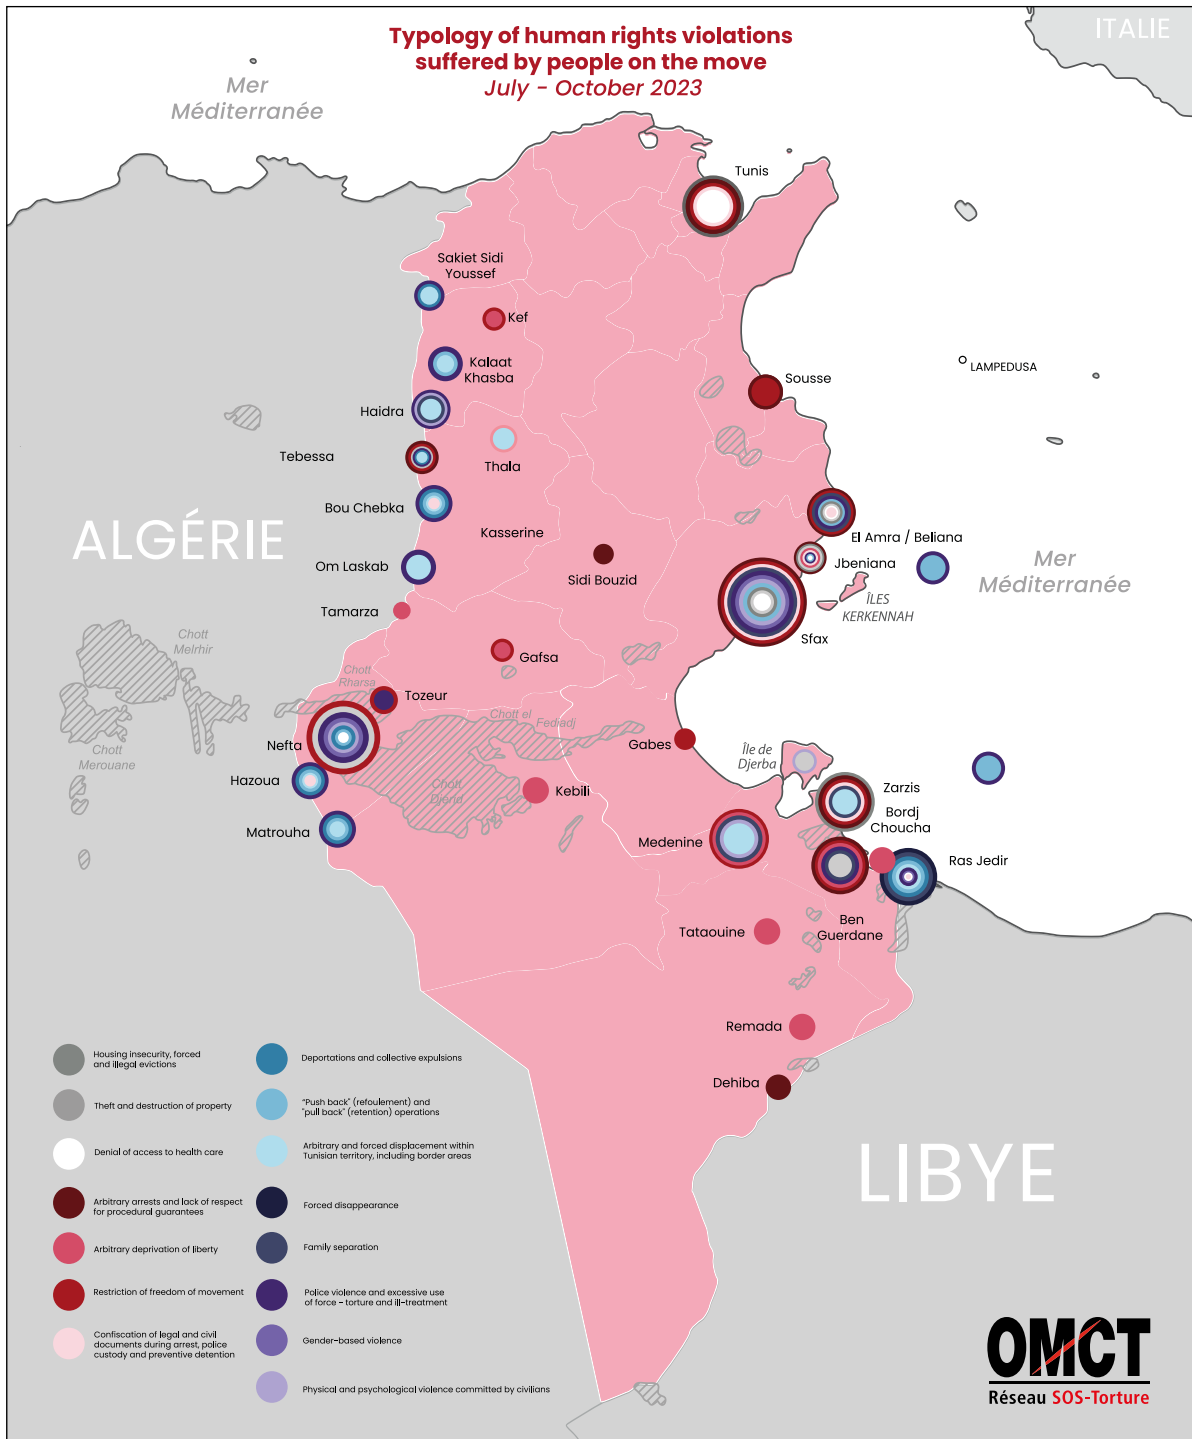 Typology of human rights violations
suffered by people on the move
July - October 2023
ITALIE
Mer
Méditerranée
Tunis
Sakiet Sidi
Youssef
Kef
Kalaat
Khasba
LAMPEDUSA
Sousse
Haidra
Tebessa
Thala
Bou Chebka
ALGÉRIE
Kasserine
El Amra / Beliana
Jbeniana
Mer
Méditerranée
Om Laskab
Sidi Bouzid
ÎLES
KERKENNAH
Tamarza
Sfax
Chott
Melrhir
Gafsa
Chott
Rharsa
Tozeur
Chott el
Fediadj
Nefta
Gabes
Île de
Djerba
Chott
Merouane
Hazoua
Chott
Djerid
Kebili
Zarzis
Bordj
Choucha
Matrouha
Medenine
Ras Jedir
Ben
Guerdane
Tataouine
Remada
Dehiba
LIBYE
Housing insecurity, forced
and illegal evictions
Theft and destruction of property
Denial of access to health care
Arbitrary arrests and lack of respect
for procedural guarantees
Arbitrary deprivation of liberty
Restriction of freedom of movement
Confiscation of legal and civil
documents during arrest, police
custody and preventive detention
Deportations and collective expulsions
"Push back" (refoulement) and
"pull back" (retention) operations
Arbitrary and forced displacement within
Tunisian territory, including border areas
Forced disappearance
Family separation
Police violence and excessive use
of force - torture and ill-treatment
Gender-based violence
Physical and psychological violence committed by civilians
OMCT
Réseau SOS-Torture